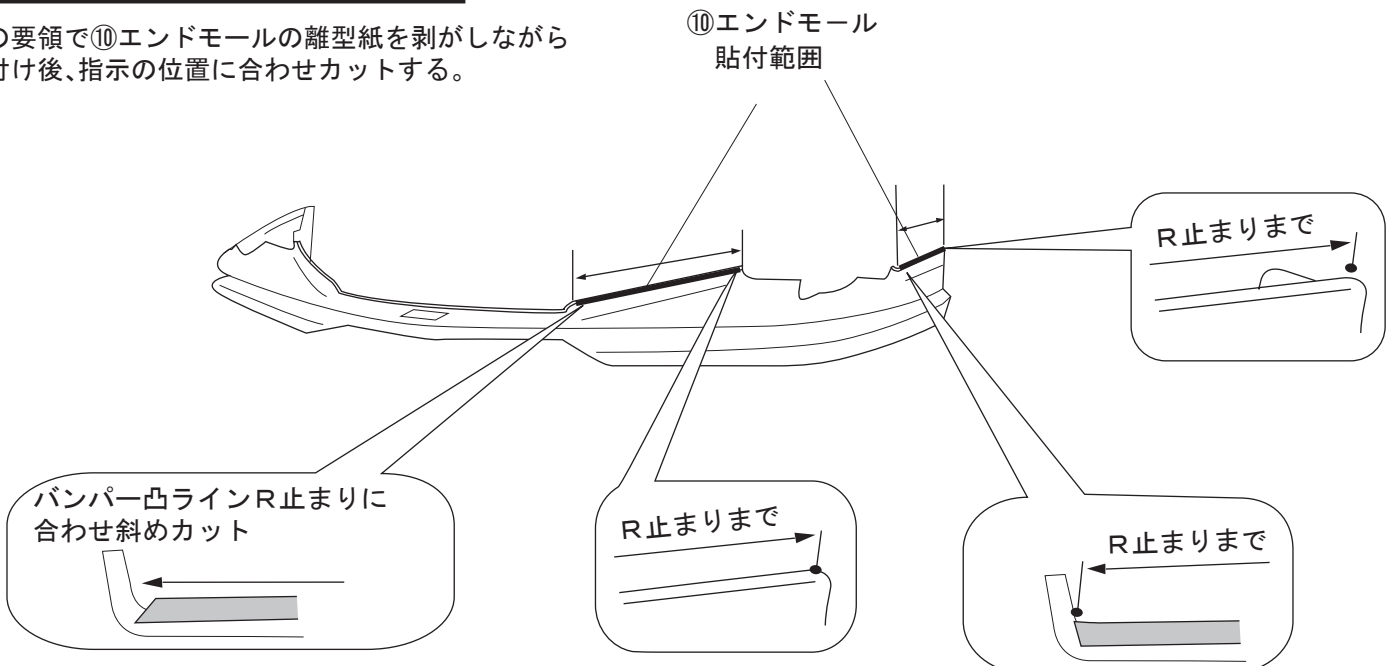 の要領で⑩エンドモールの離型紙を剥がしながら
付け後、指示の位置に合わせカットする。
⑩エンドモール
貼付範囲
R止まりまで
バンパー凸ラインR止まりに
合わせ斜めカット
R止まりまで
R止まりまで